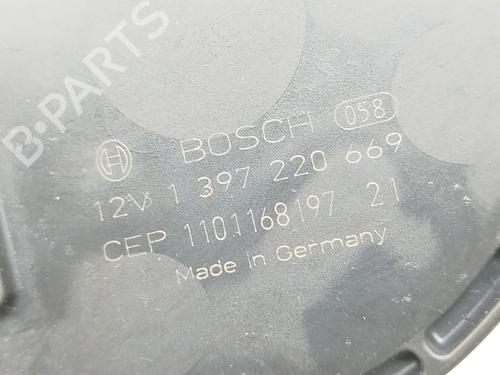 B-PARTS
BOSCH 058
12V 1 397 220 669
CEP 1101168197 21
Made in Germany